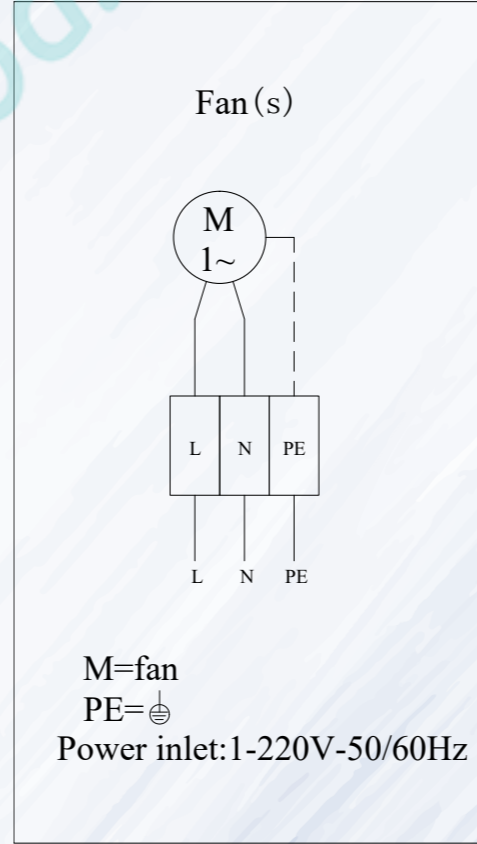 Fan(s)
M
1~
L N PE
L N PE
M=fan
PE=⏚
Power inlet:1-220V-50/60Hz